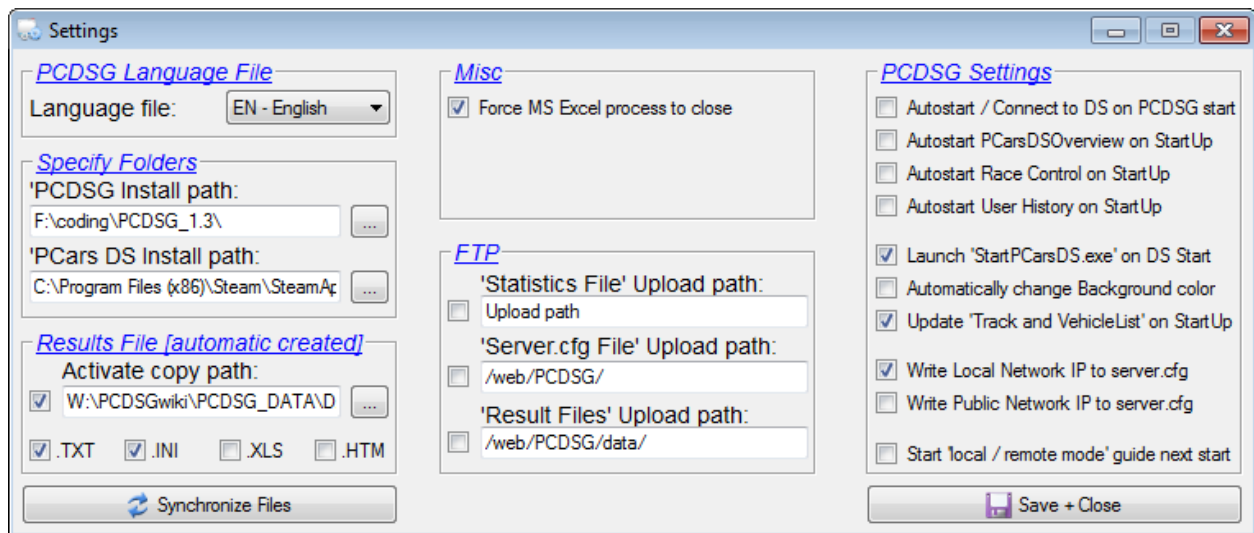 Settings
PCDSG Language File
Language file:
EN - English
Specify Folders
'PCDSG Install path:
F:\coding\PCDSG_1.3\
...
'PCars DS Install path:
C:\Program Files (x86)\Steam\SteamAp
...
Results File [automatic created]
Activate copy path:
W:\PCDSGwiki\PCDSG_DATA\D
...
.TXT .INI .XLS .HTM
Synchronize Files
Misc
Force MS Excel process to close
FTP
'Statistics File' Upload path:
Upload path
'Server.cfg File' Upload path:
/web/PCDSG/
'Result Files' Upload path:
/web/PCDSG/data/
PCDSG Settings
Autostart / Connect to DS on PCDSG start
Autostart PCarsDSOverview on StartUp
Autostart Race Control on StartUp
Autostart User History on StartUp
Launch 'StartPCarsDS.exe' on DS Start
Automatically change Background color
Update 'Track and VehicleList' on StartUp
Write Local Network IP to server.cfg
Write Public Network IP to server.cfg
Start 'local / remote mode' guide next start
Save + Close